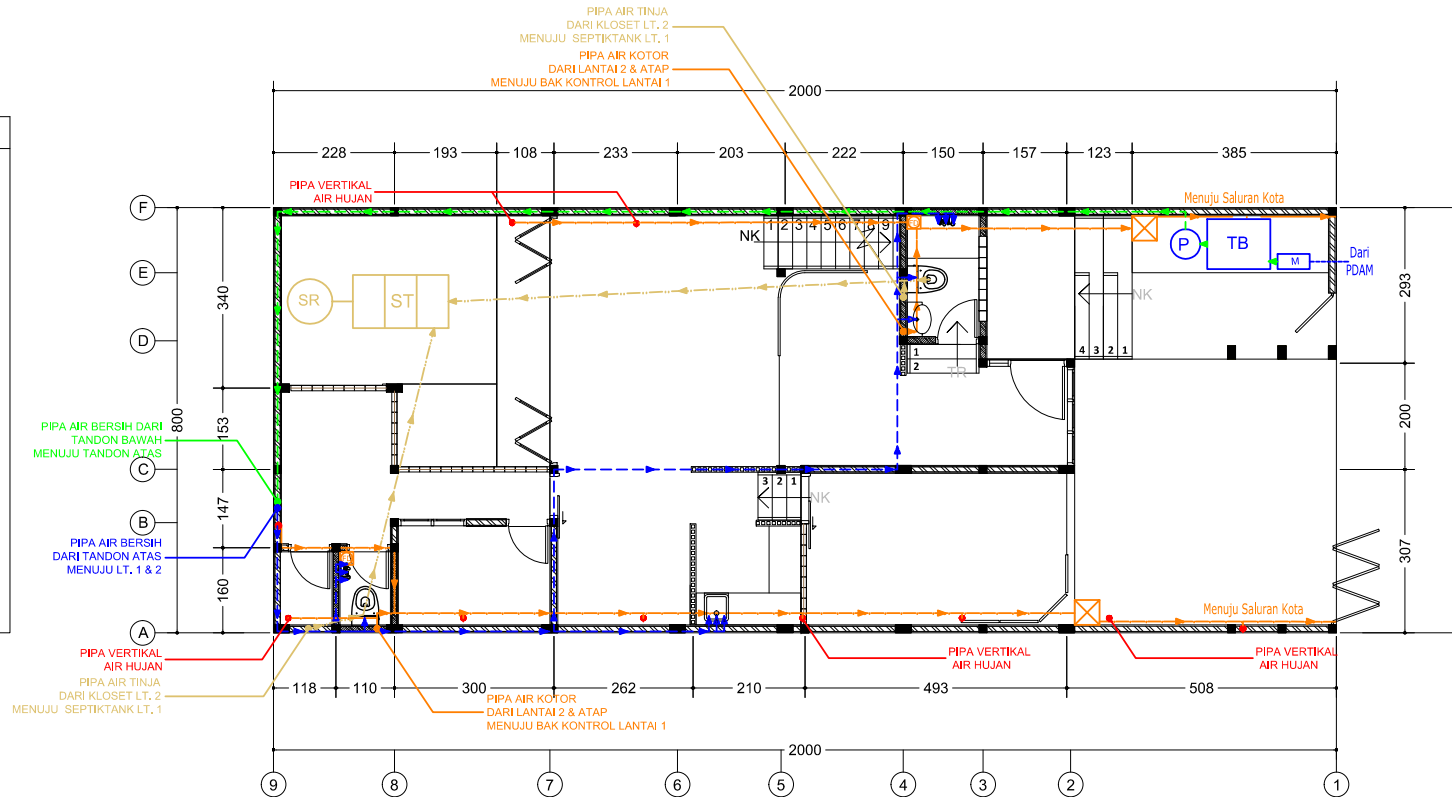 PIPA AIR TINJA
DARI KLOSET LT. 2
MENUJU SEPTIKTANK LT. 1
PIPA AIR KOTOR
DARI LANTAI 2 & ATAP
MENUJU BAK KONTROL LANTAI 1
2000
228
193
108
233
203
222
150
157
123
385
PIPA VERTIKAL
AIR HUJAN
Menuju Saluran Kota
F
1 2 3 4 5 6 7 8 9
NK
P
TB
M
Dari
PDAM
E
SR
ST
NK
340
293
D
4 3 2 1
1
2
TR
800
153
200
PIPA AIR BERSIH DARI
TANDON BAWAH
MENUJU TANDON ATAS
C
3 2 1
NK
147
B
PIPA AIR BERSIH
DARI TANDON ATAS
MENUJU LT. 1 & 2
307
160
Menuju Saluran Kota
A
PIPA VERTIKAL
AIR HUJAN
PIPA VERTIKAL
AIR HUJAN
PIPA VERTIKAL
AIR HUJAN
PIPA AIR TINJA
DARI KLOSET LT. 2
MENUJU SEPTIKTANK LT. 1
118
110
300
262
210
493
508
PIPA AIR KOTOR
DARI LANTAI 2 & ATAP
MENUJU BAK KONTROL LANTAI 1
2000
9
8
7
6
5
4
3
2
1